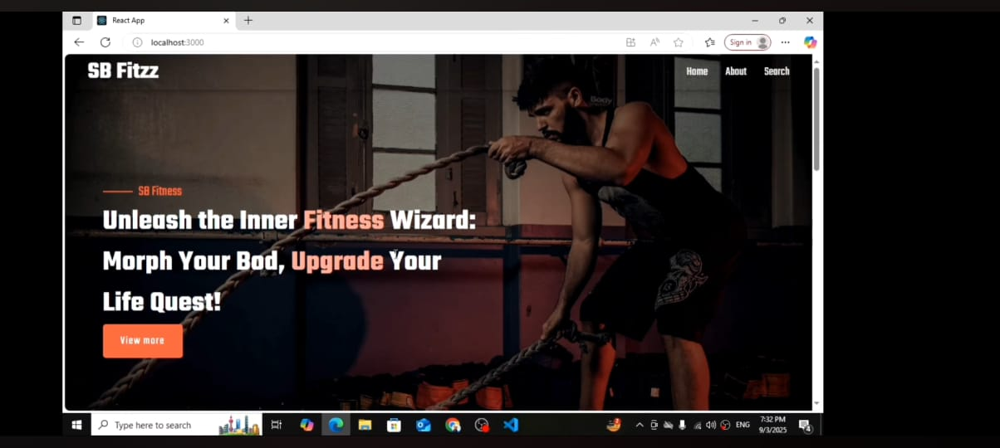 React App
localhost:3000
Sign in
SB Fitzz
Home About Search
Body
SB Fitness
Unleash the Inner Fitness Wizard:
Morph Your Bod, Upgrade Your
Life Quest!
View more
Type here to search
ENG
7:32 PM
9/3/2025
4